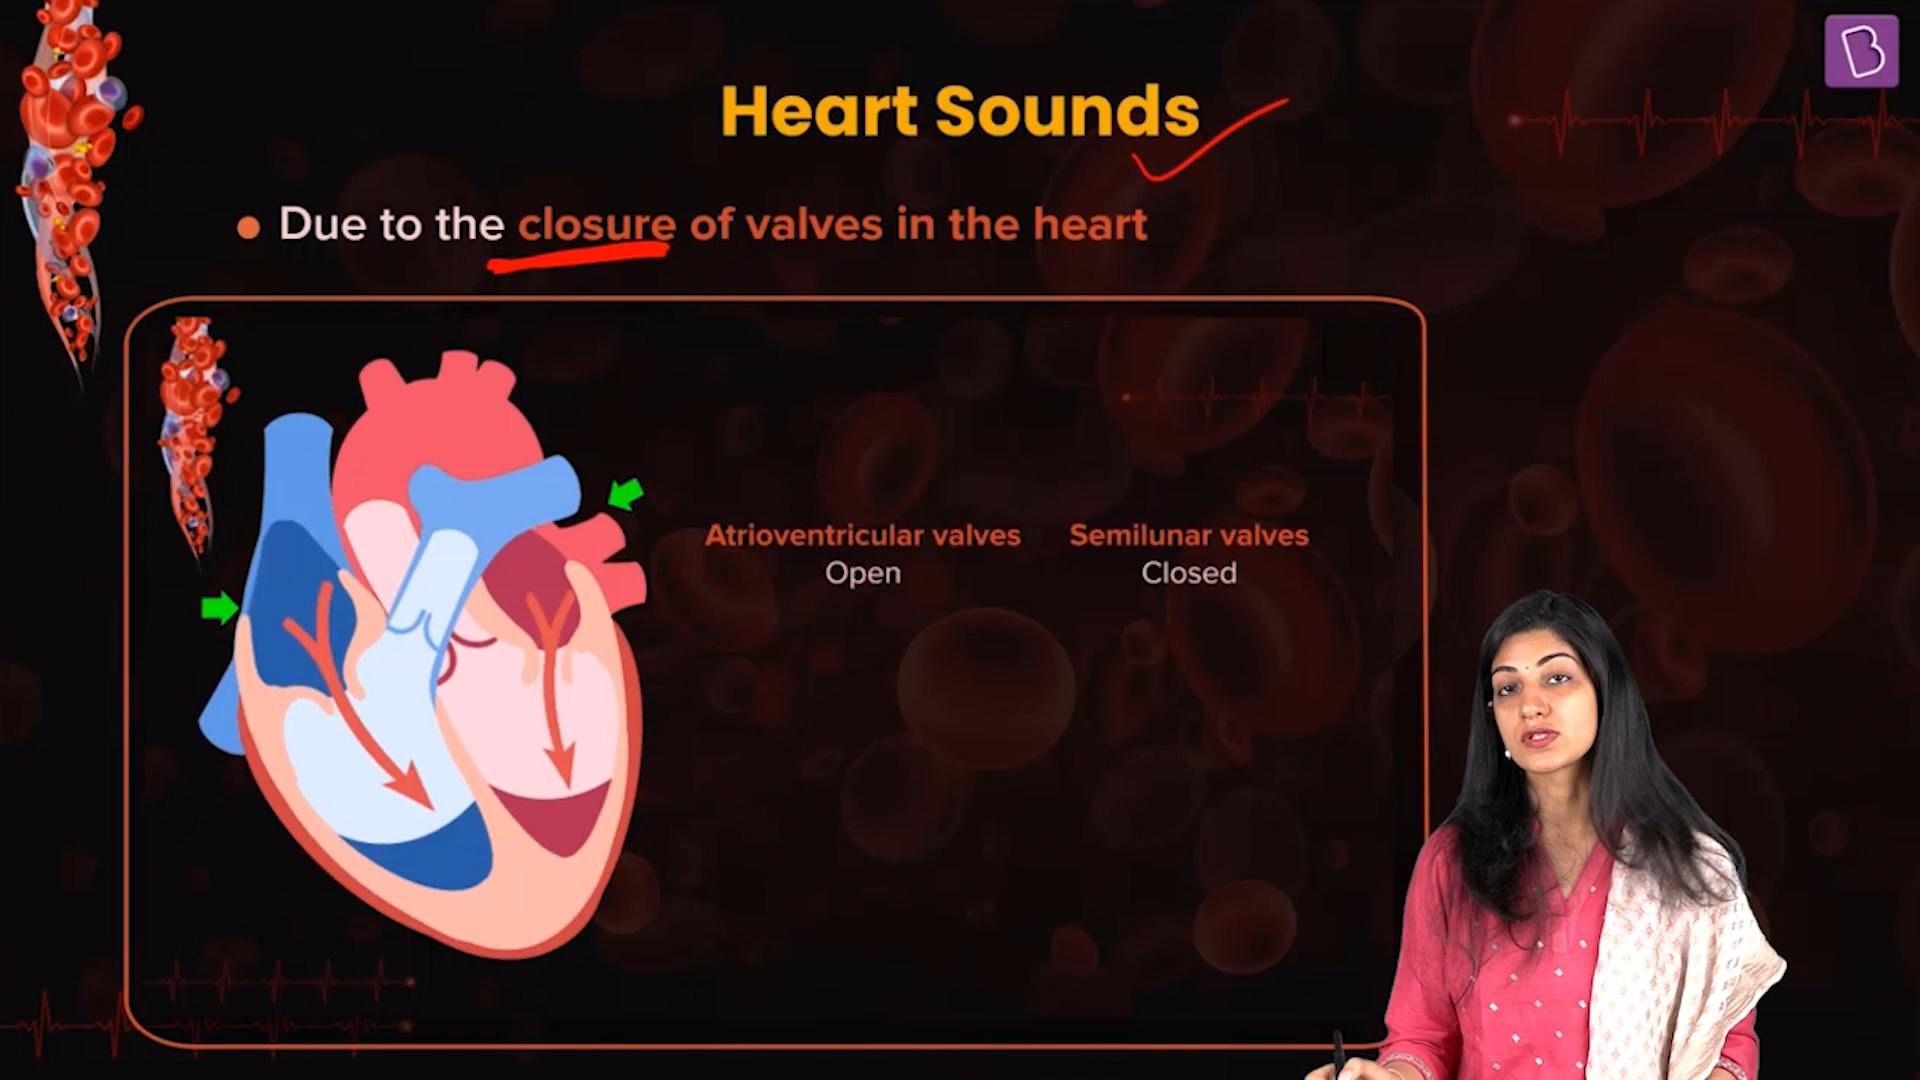 B
Heart Sounds
Due to the closure of valves in the heart
Atrioventricular valves Semilunar valves
Open Closed